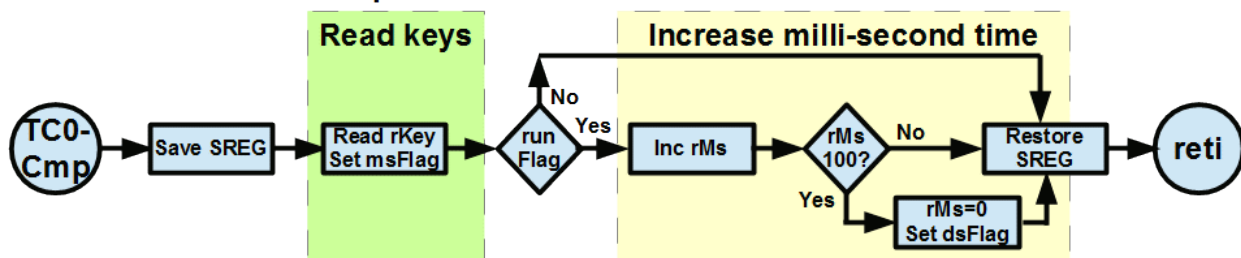 Read keys
Increase milli-second time
TC0-
Cmp
Save SREG
Read rKey
Set msFlag
run
Flag
No
Yes
Inc rMs
rMs
100?
No
Yes
rMs=0
Set dsFlag
Restore
SREG
reti